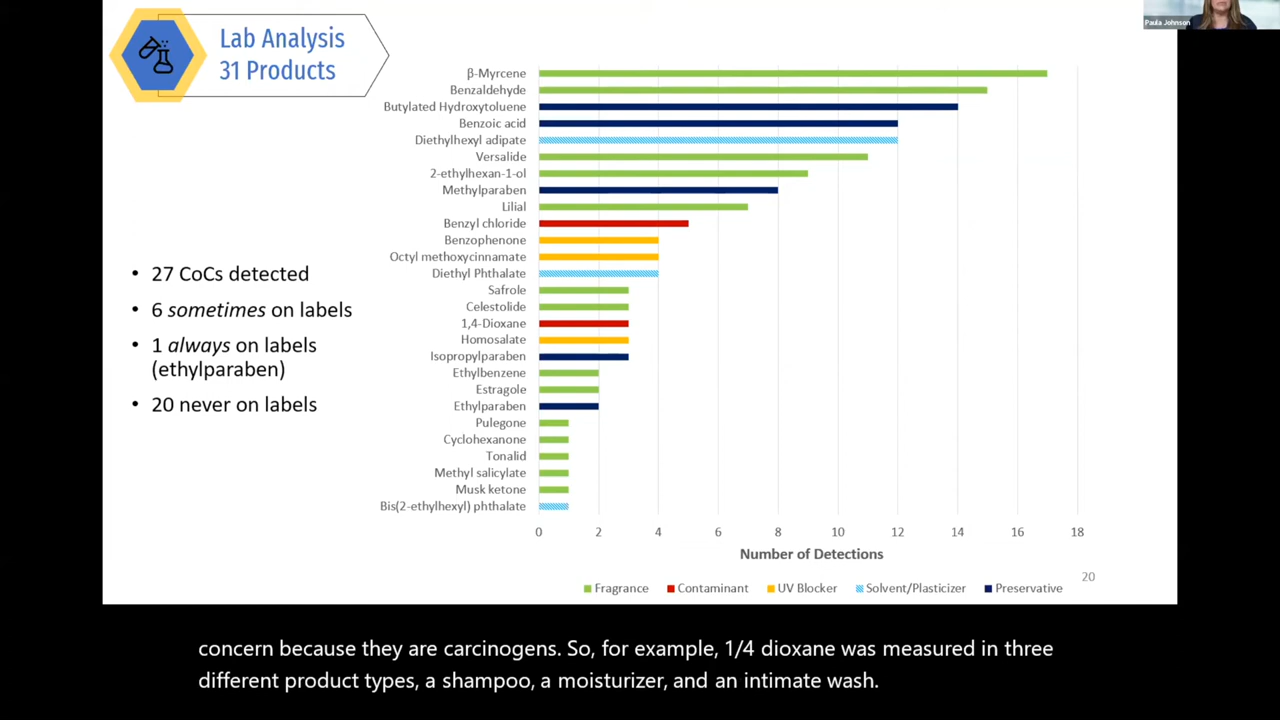 Paula Johnson
Lab Analysis
31 Products
• 27 CoCs detected
• 6 sometimes on labels
• 1 always on labels
(ethylparaben)
• 20 never on labels
β-Myrcene
Benzaldehyde
Butylated Hydroxytoluene
Benzoic acid
Diethylhexyl adipate
Versalide
2-ethylhexan-1-ol
Methylparaben
Lilial
Benzyl chloride
Benzophenone
Octyl methoxycinnamate
Diethyl Phthalate
Safrole
Celestolide
1,4-Dioxane
Homosalate
Isopropylparaben
Ethylbenzene
Estragole
Ethylparaben
Pulegone
Cyclohexanone
Tonalid
Methyl salicylate
Musk ketone
Bis(2-ethylhexyl) phthalate
0 2 4 6 8 10 12 14 16 18
Number of Detections
20
Fragrance Contaminant UV Blocker Solvent/Plasticizer Preservative
concern because they are carcinogens. So, for example, 1/4 dioxane was measured in three
different product types, a shampoo, a moisturizer, and an intimate wash.